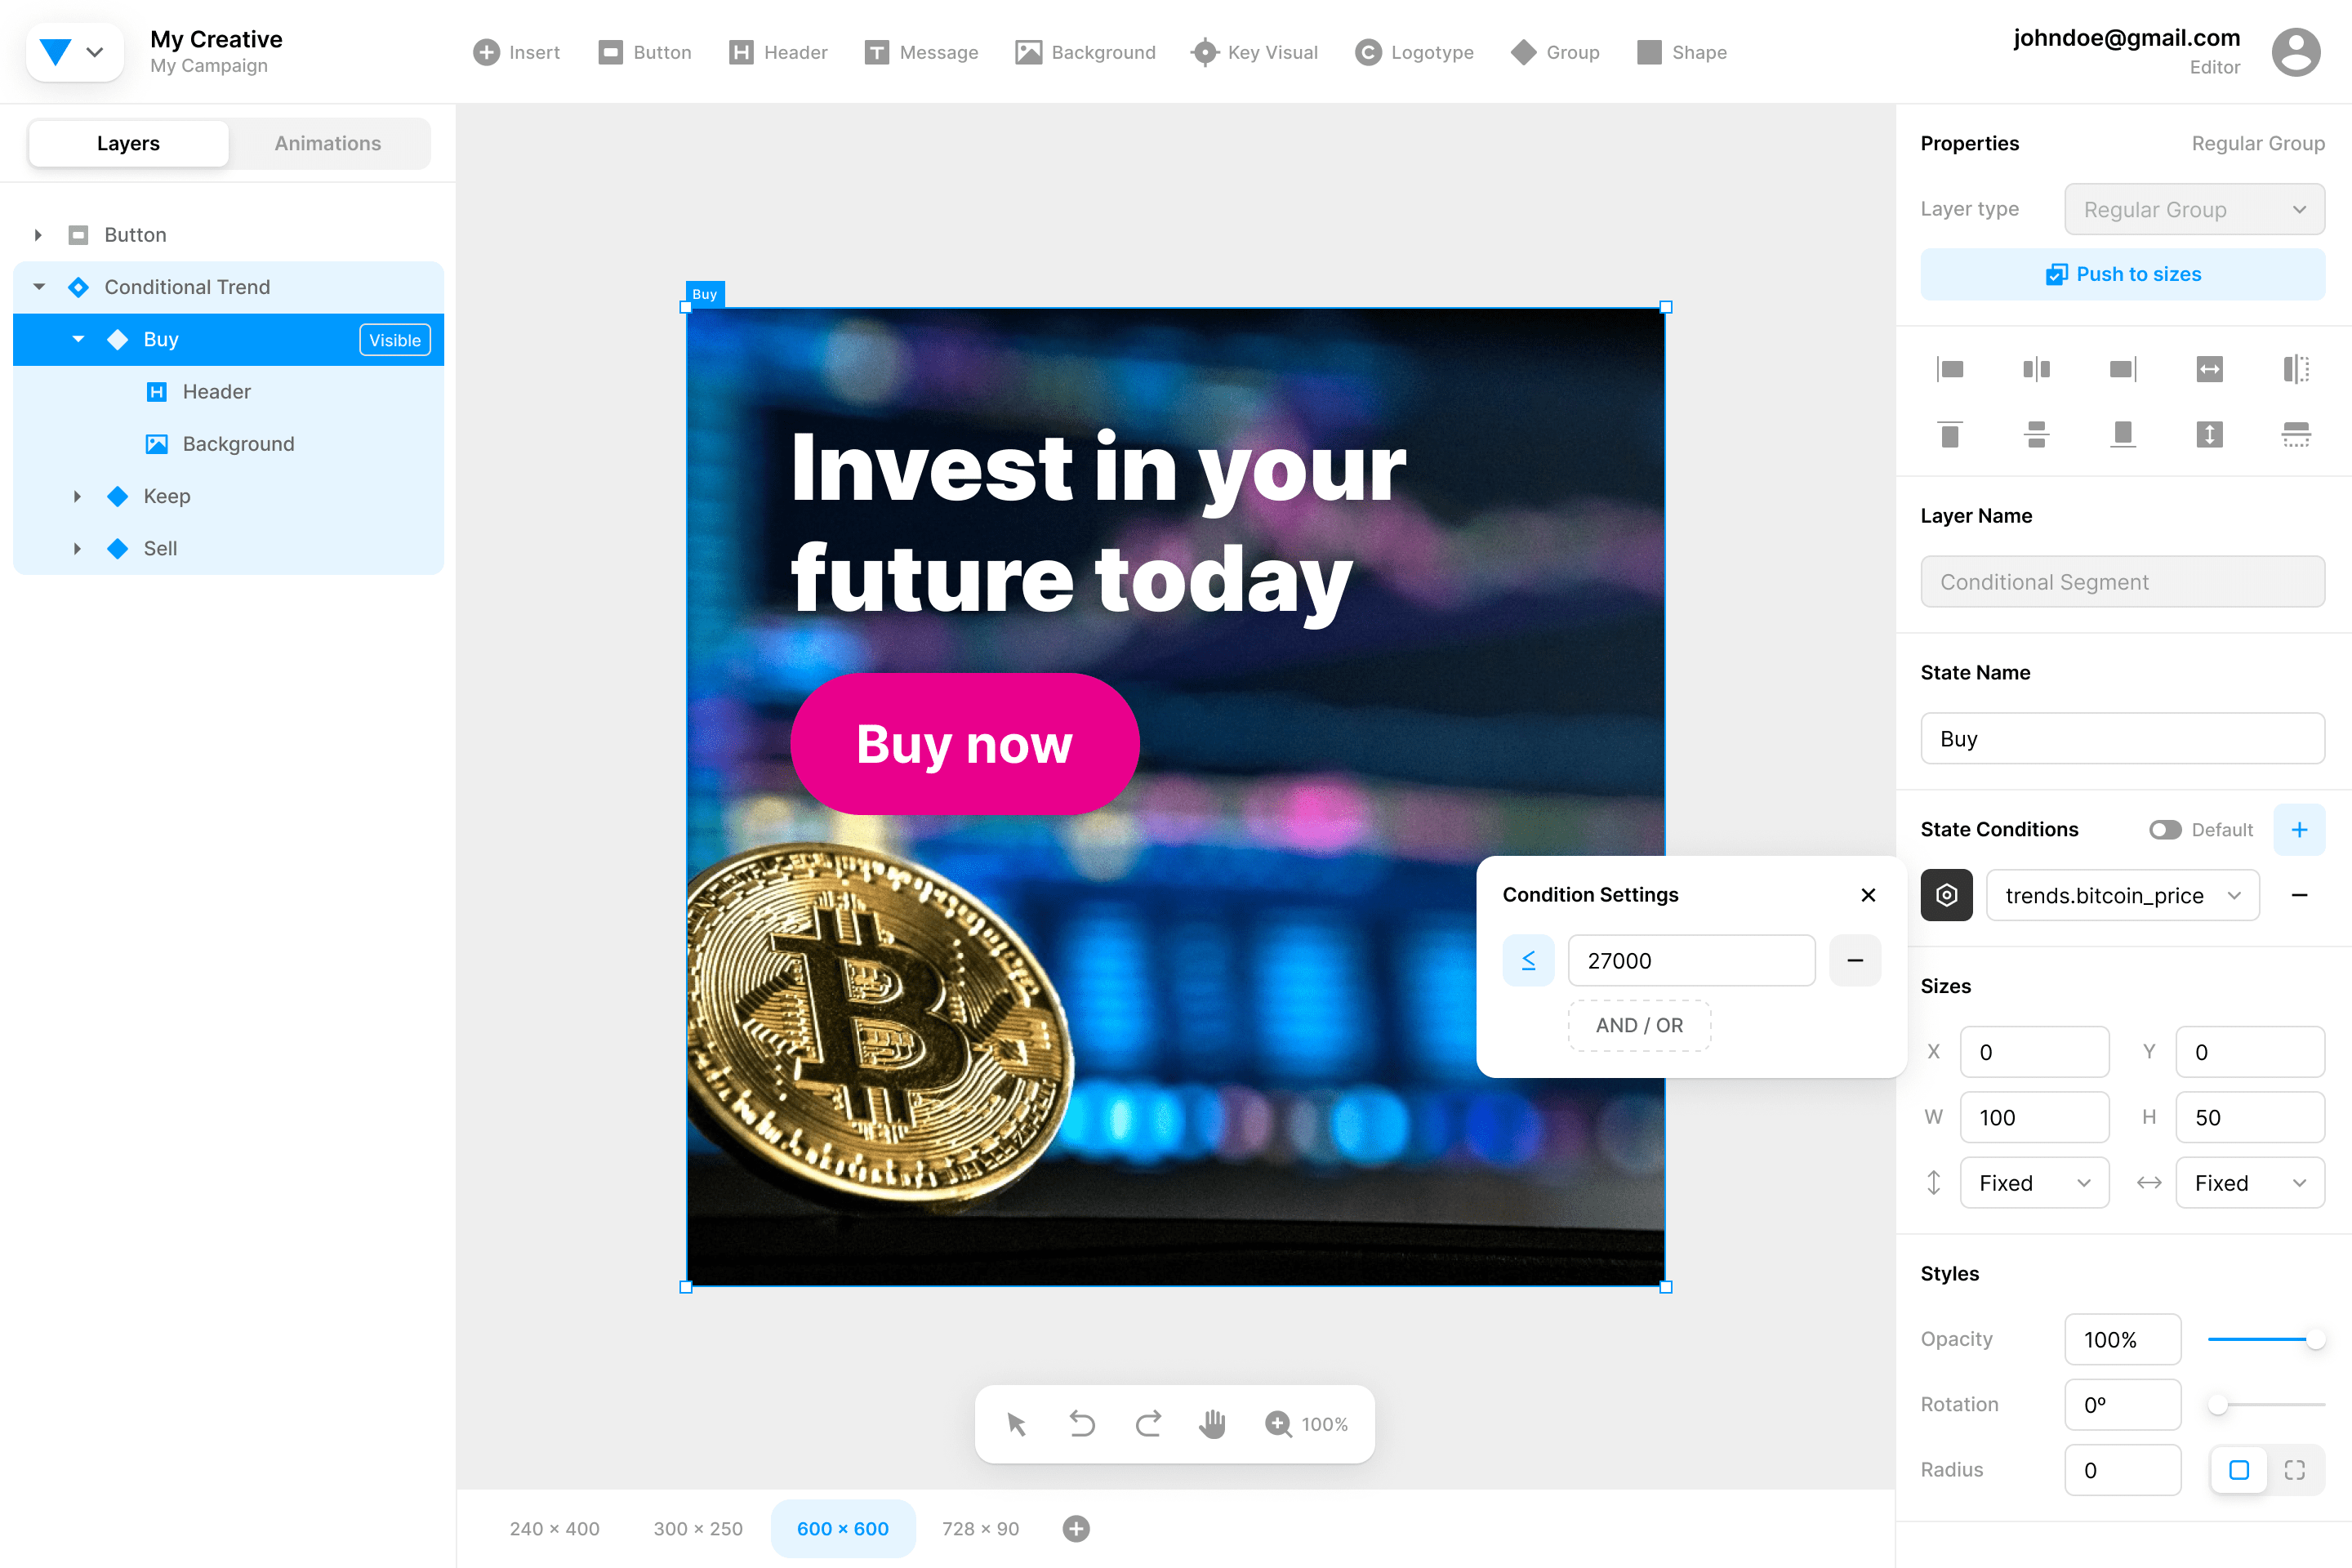 My Creative
My Campaign
Insert
Button
Header
Message
Background
Key Visual
Logotype
Group
Shape
johndoe@gmail.com
Editor
Layers
Animations
Button
Conditional Trend
Buy
Visible
Header
Background
Keep
Sell
Buy
Invest in your
future today
Buy now
Condition Settings
≤
27000
AND / OR
100%
240 × 400
300 × 250
600 × 600
728 × 90
Properties
Regular Group
Layer type
Regular Group
Push to sizes
Layer Name
Conditional Segment
State Name
Buy
State Conditions
Default
trends.bitcoin_price
Sizes
X
0
Y
0
W
100
H
50
Fixed
Fixed
Styles
Opacity
100%
Rotation
0º
Radius
0